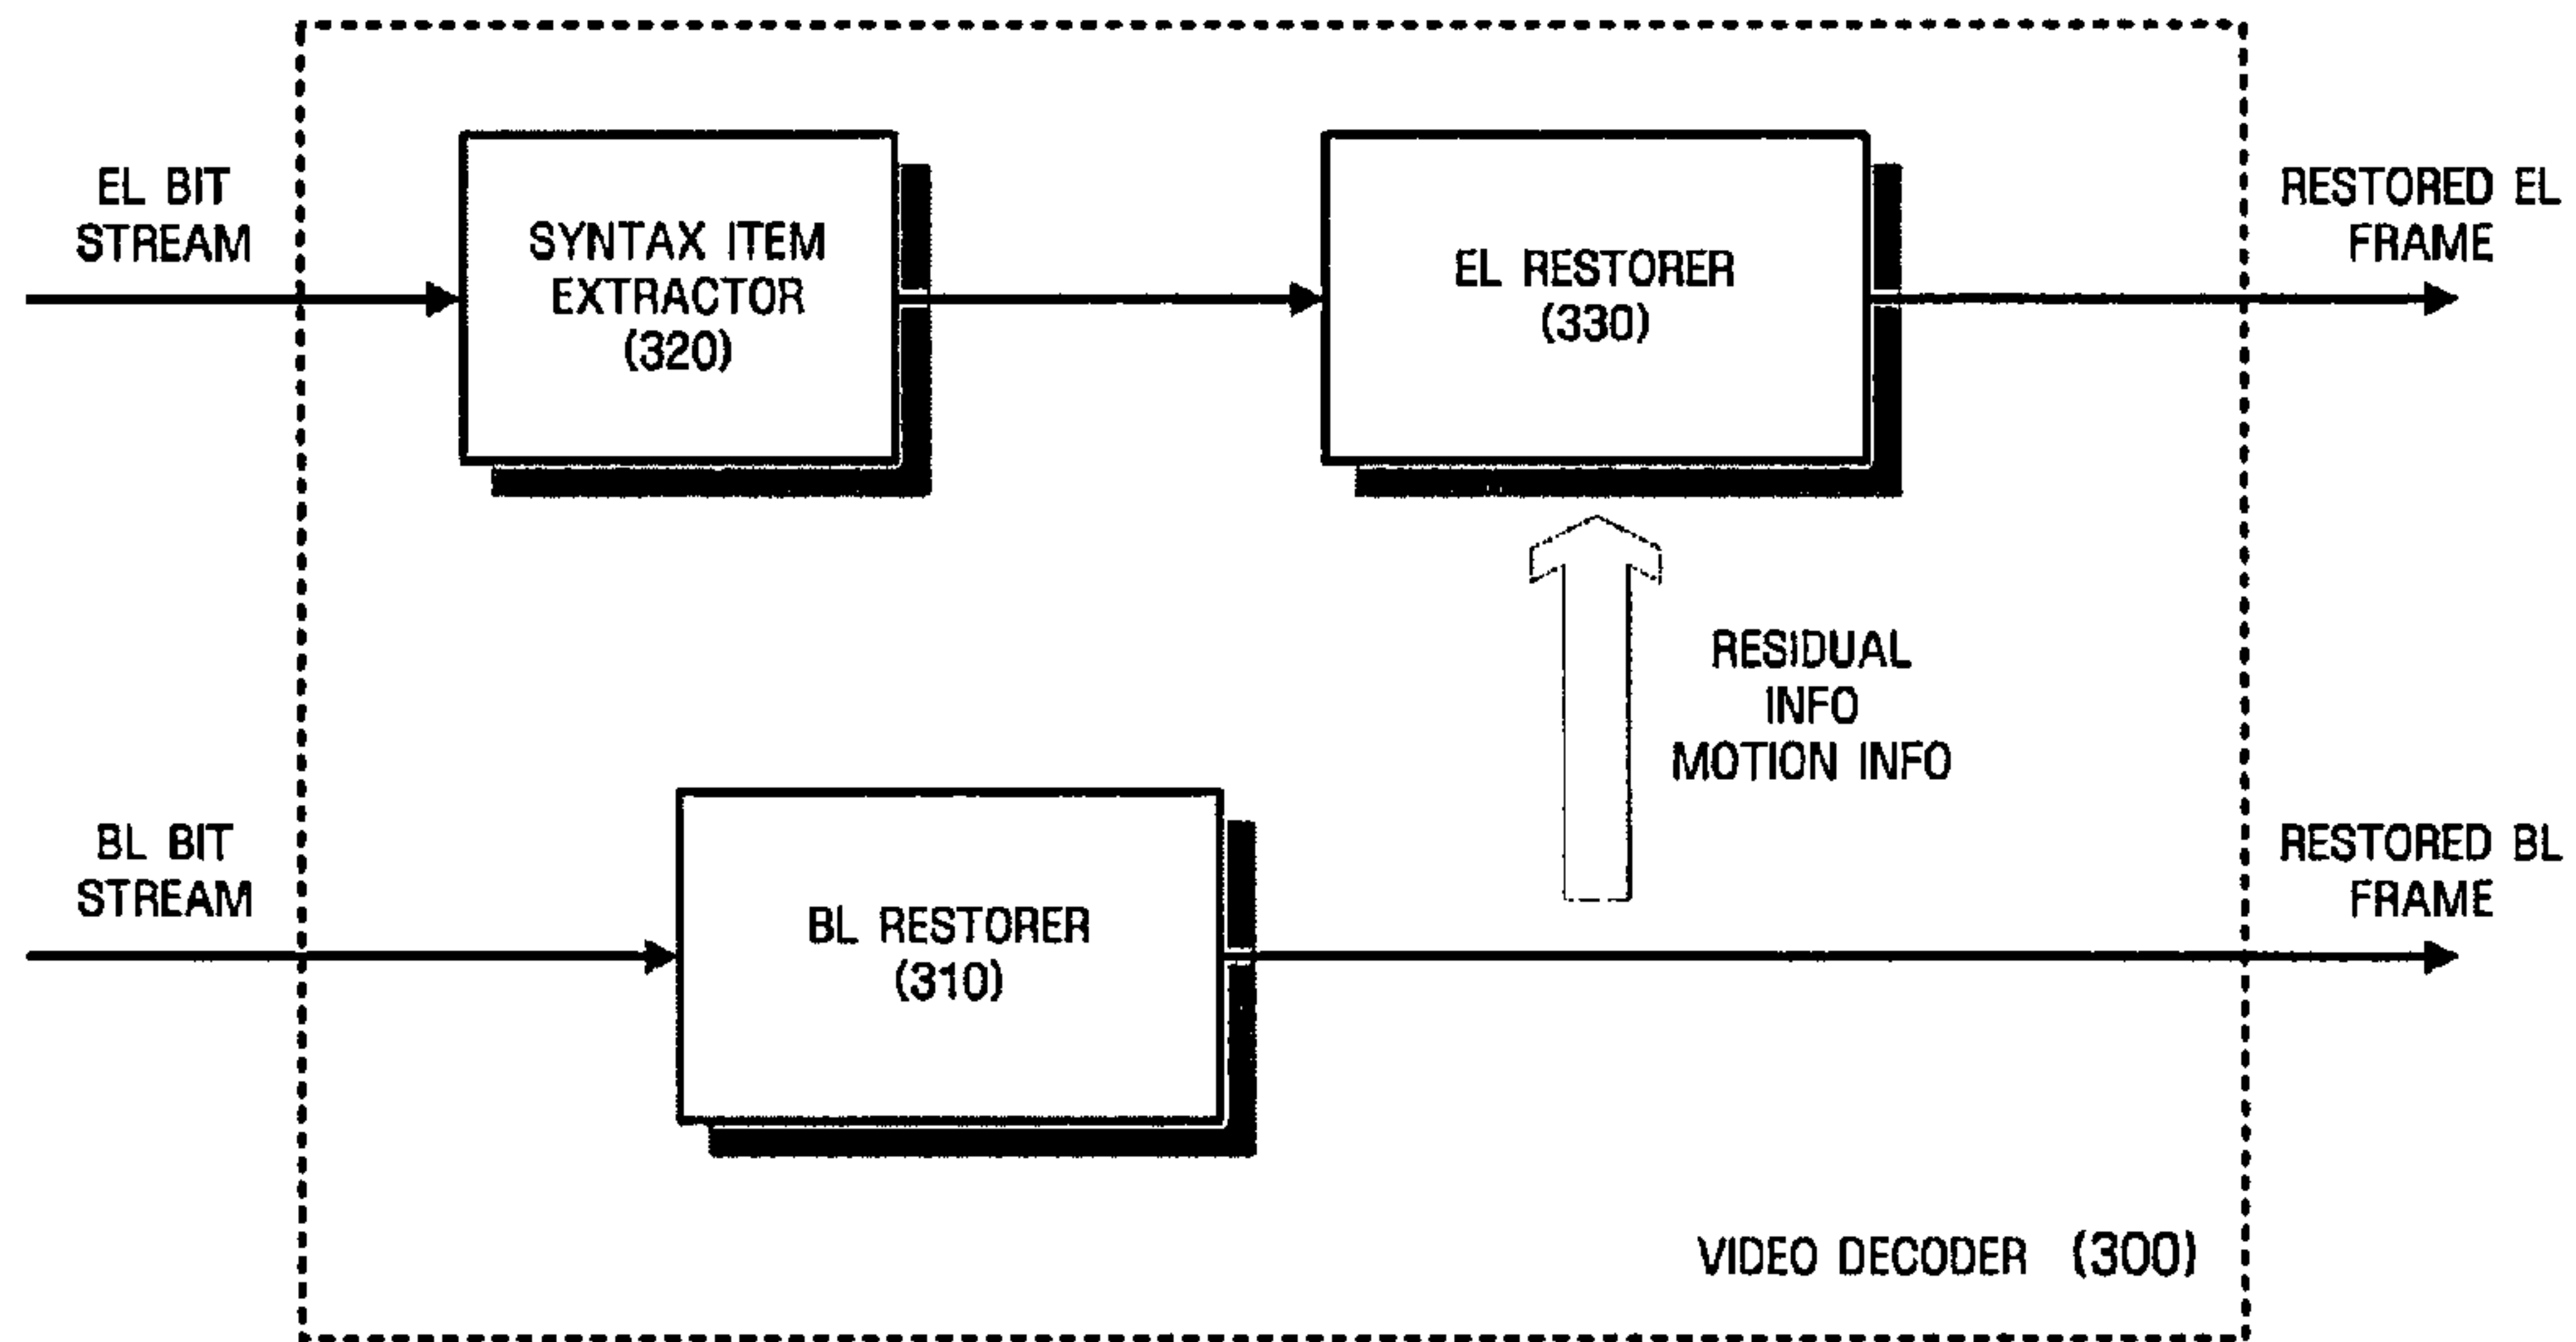 EL BIT
STREAM
SYNTAX ITEM
EXTRACTOR
(320)
EL RESTORER
(330)
RESTORED EL
FRAME
RESIDUAL
INFO
MOTION INFO
BL BIT
STREAM
BL RESTORER
(310)
RESTORED BL
FRAME
VIDEO DECODER (300)